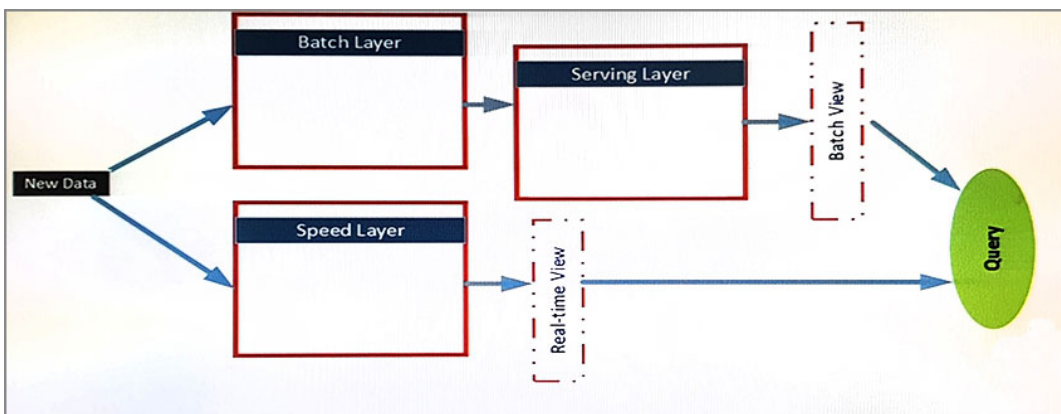 Batch Layer
Serving Layer
Batch View
New Data
Speed Layer
Real-time View
Query